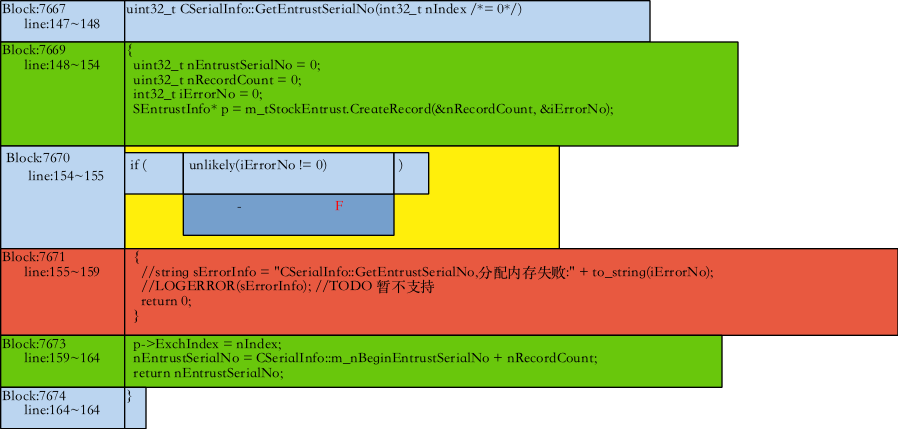 Block:7667 uint32_t CSerialInfo::GetEntrustSerialNo(int32_t nIndex /*= 0*/)
line:147~148
Block:7669 {
line:148~154 uint32_t nEntrustSerialNo = 0;
uint32_t nRecordCount = 0;
int32_t iErrorNo = 0;
SEntrustInfo* p = m_tStockEntrust.CreateRecord(&nRecordCount, &iErrorNo);
Block:7670 if ( unlikely(iErrorNo != 0) )
line:154~155
- F
Block:7671 {
line:155~159 //string sErrorInfo = "CSerialInfo::GetEntrustSerialNo,分配内存失败:" + to_string(iErrorNo);
//LOGERROR(sErrorInfo); //TODO 暂不支持
return 0;
}
Block:7673 p->ExchIndex = nIndex;
line:159~164 nEntrustSerialNo = CSerialInfo::m_nBeginEntrustSerialNo + nRecordCount;
return nEntrustSerialNo;
Block:7674 }
line:164~164